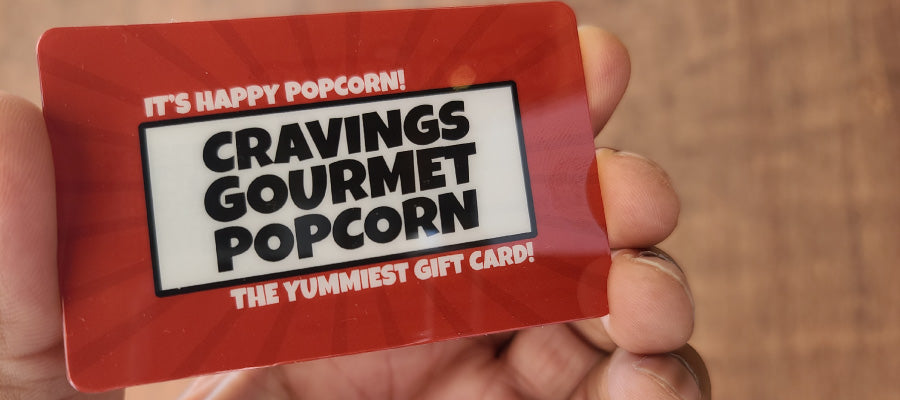 IT'S HAPPY POPCORN!
CRAVINGS
GOURMET
POPCORN
THE YUMMIEST GIFT CARD!